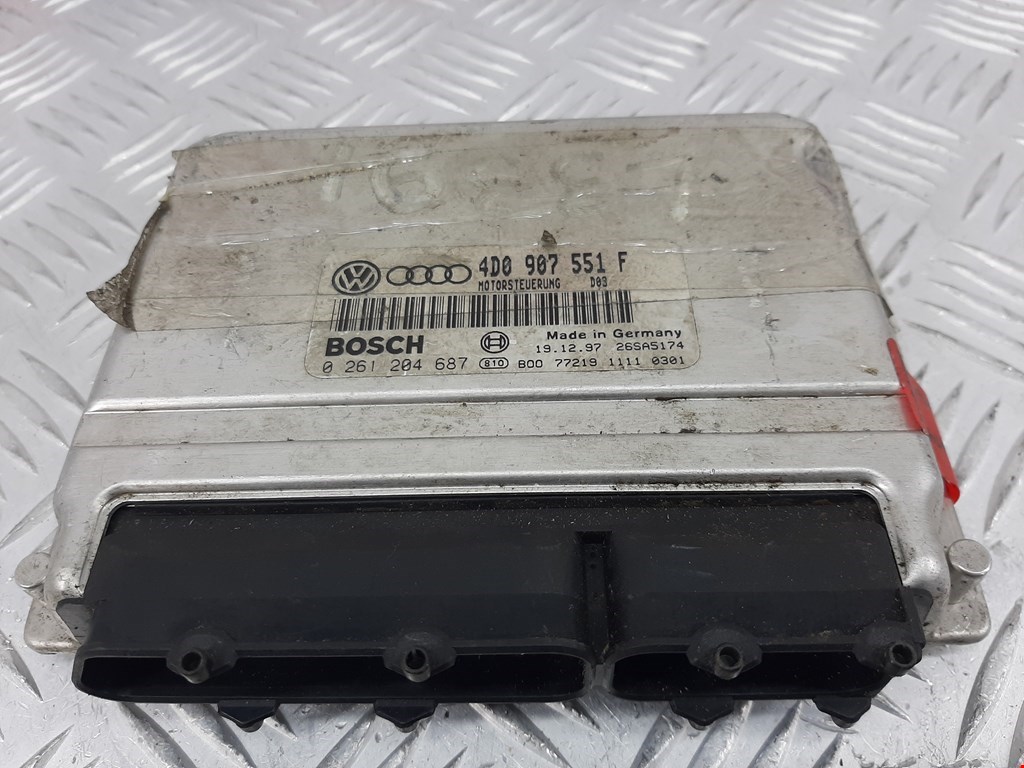 4D0 907 551 F
MOTORSTEUERUNG D03
BOSCH
Made in Germany
19.12.97 26SA5174
0 261 204 687 810 B00 77219 1111 0301